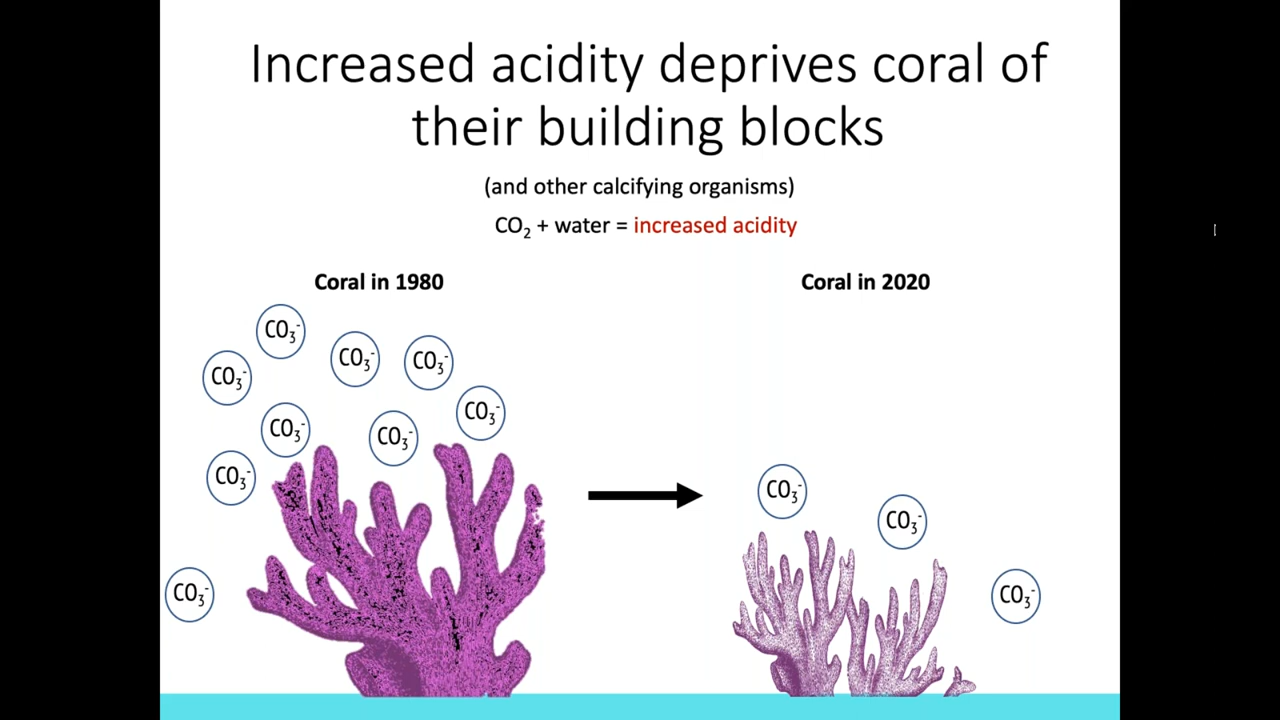 Increased acidity deprives coral of
their building blocks
(and other calcifying organisms)
CO₂ + water = increased acidity
Coral in 1980
Coral in 2020
CO₃⁻
CO₃⁻
CO₃⁻
CO₃⁻
CO₃⁻
CO₃⁻
CO₃⁻
CO₃⁻
CO₃⁻
CO₃⁻
CO₃⁻
CO₃⁻